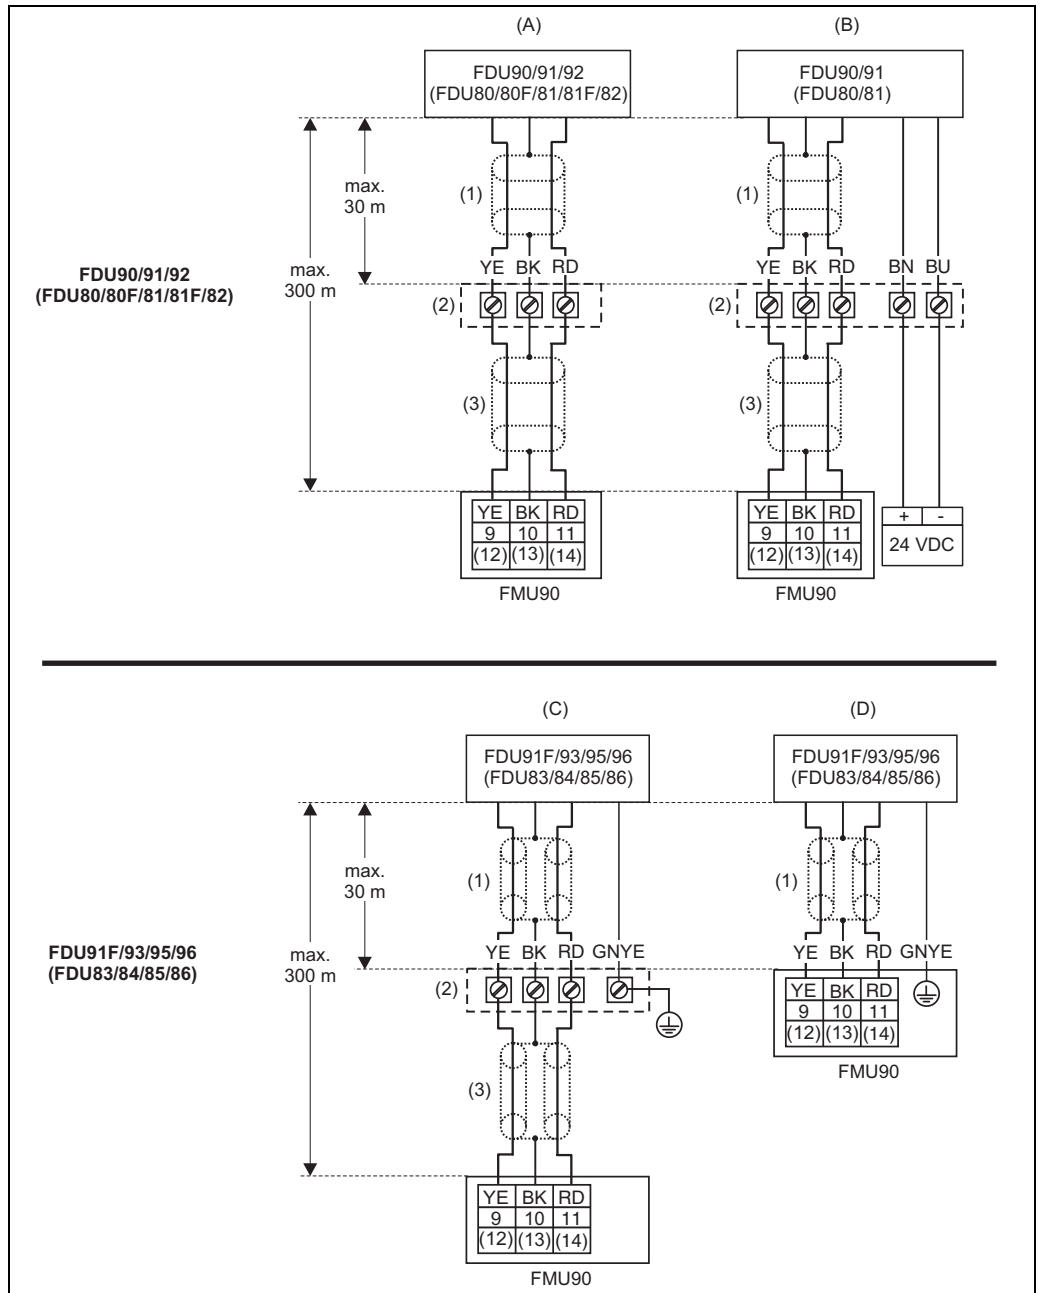 (A) (B)
FDU90/91/92
(FDU80/80F/81/81F/82)
FDU90/91
(FDU80/81)
(1) (1)
max.
30 m
YE BK RD YE BK RD BN BU
FDU90/91/92
(FDU80/80F/81/81F/82)
max.
300 m
(2) (2)
(3) (3)
YE BK RD
9 10 11
(12) (13) (14)
FMU90
YE BK RD
9 10 11
(12) (13) (14)
FMU90
+ -
24 VDC
(C) (D)
FDU91F/93/95/96
(FDU83/84/85/86)
FDU91F/93/95/96
(FDU83/84/85/86)
(1) (1)
max.
30 m
YE BK RD GNYE YE BK RD GNYE
FDU91F/93/95/96
(FDU83/84/85/86)
max.
300 m
(2)
YE BK RD
9 10 11
(12) (13) (14)
FMU90
(3)
YE BK RD
9 10 11
(12) (13) (14)
FMU90